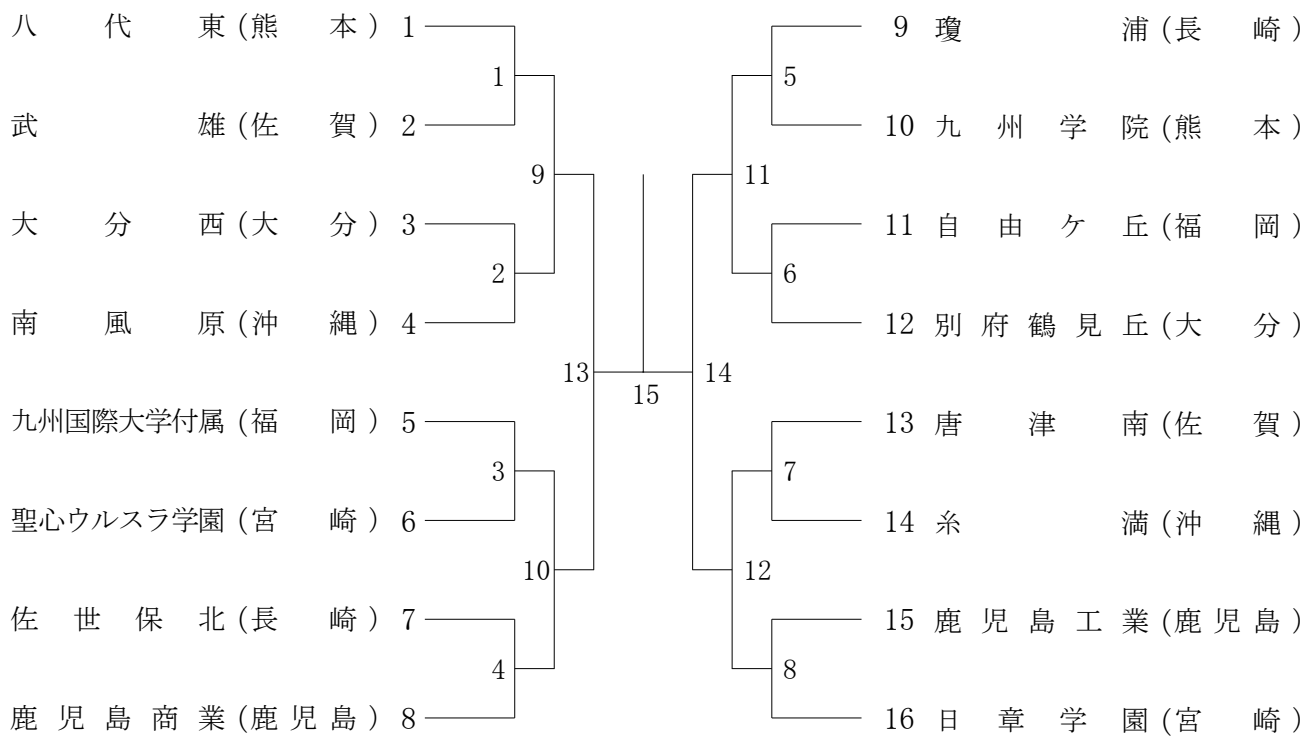 八代東(熊本) 1
武雄(佐賀) 2
大分西(大分) 3
南風原(沖縄) 4
九州国際大学付属(福岡) 5
聖心ウルスラ学園(宮崎) 6
佐世保北(長崎) 7
鹿児島商業(鹿児島) 8
1
2
3
4
9
10
13
15
14
11
12
5
6
7
8
9 瓊浦(長崎)
10 九州学院(熊本)
11 自由ケ丘(福岡)
12 別府鶴見丘(大分)
13 唐津南(佐賀)
14 糸満(沖縄)
15 鹿児島工業(鹿児島)
16 日章学園(宮崎)